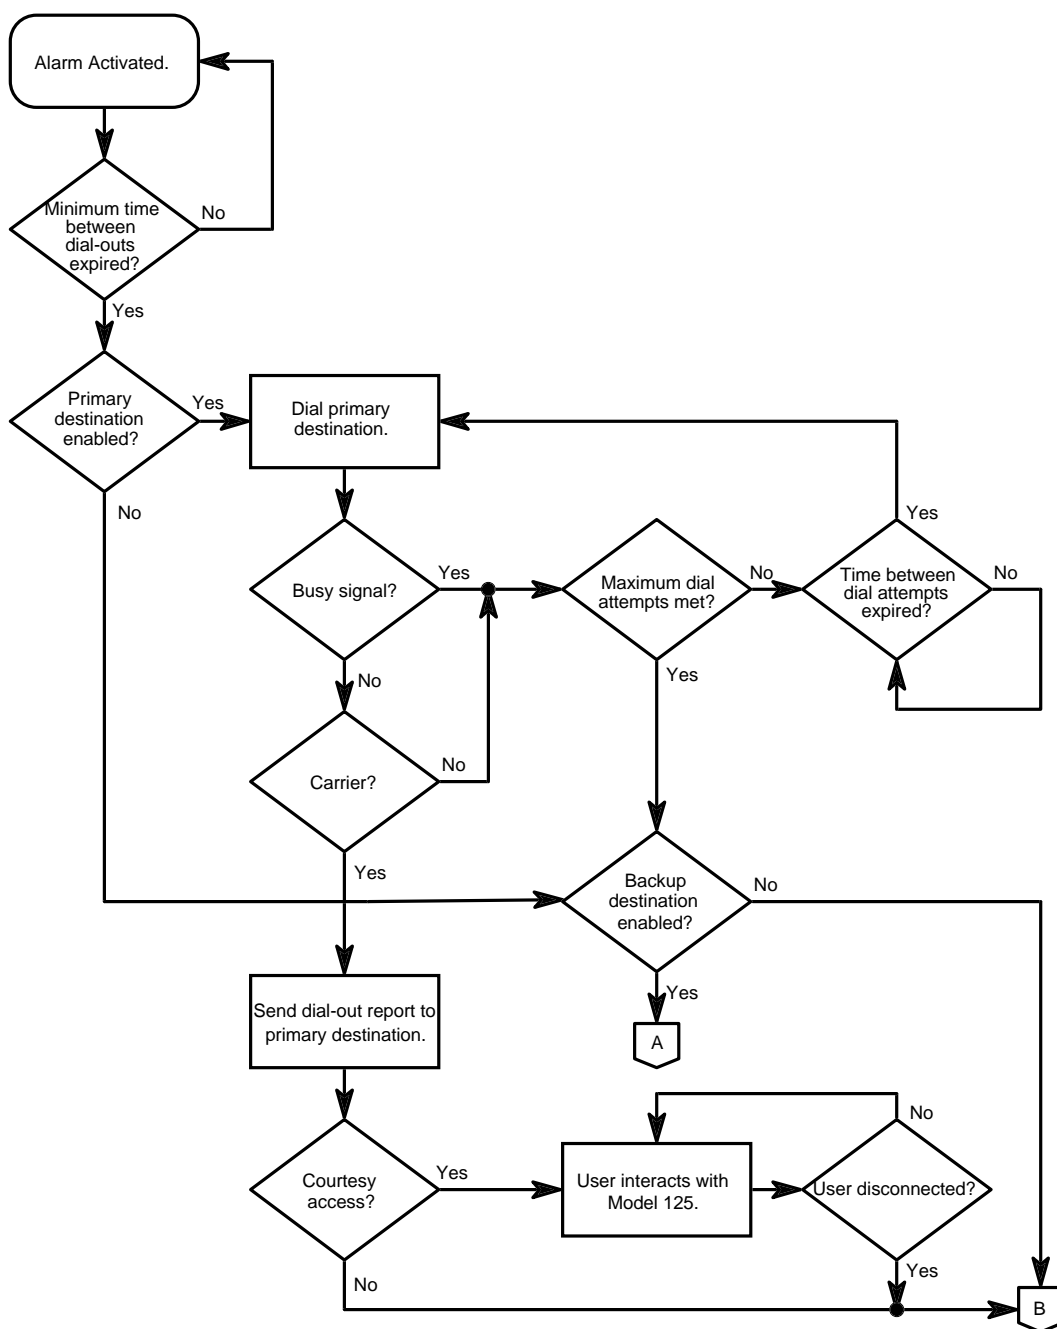 Alarm Activated.
Minimum time
between
dial-outs
expired?
No
Yes
Primary
destination
enabled?
Yes
No
Dial primary
destination.
Busy signal?
Yes
No
Maximum dial
attempts met?
No
Yes
Time between
dial attempts
expired?
Yes
No
Carrier?
No
Yes
Backup
destination
enabled?
No
Yes
A
Send dial-out report to
primary destination.
Courtesy
access?
Yes
No
User interacts with
Model 125.
User disconnected?
No
Yes
B